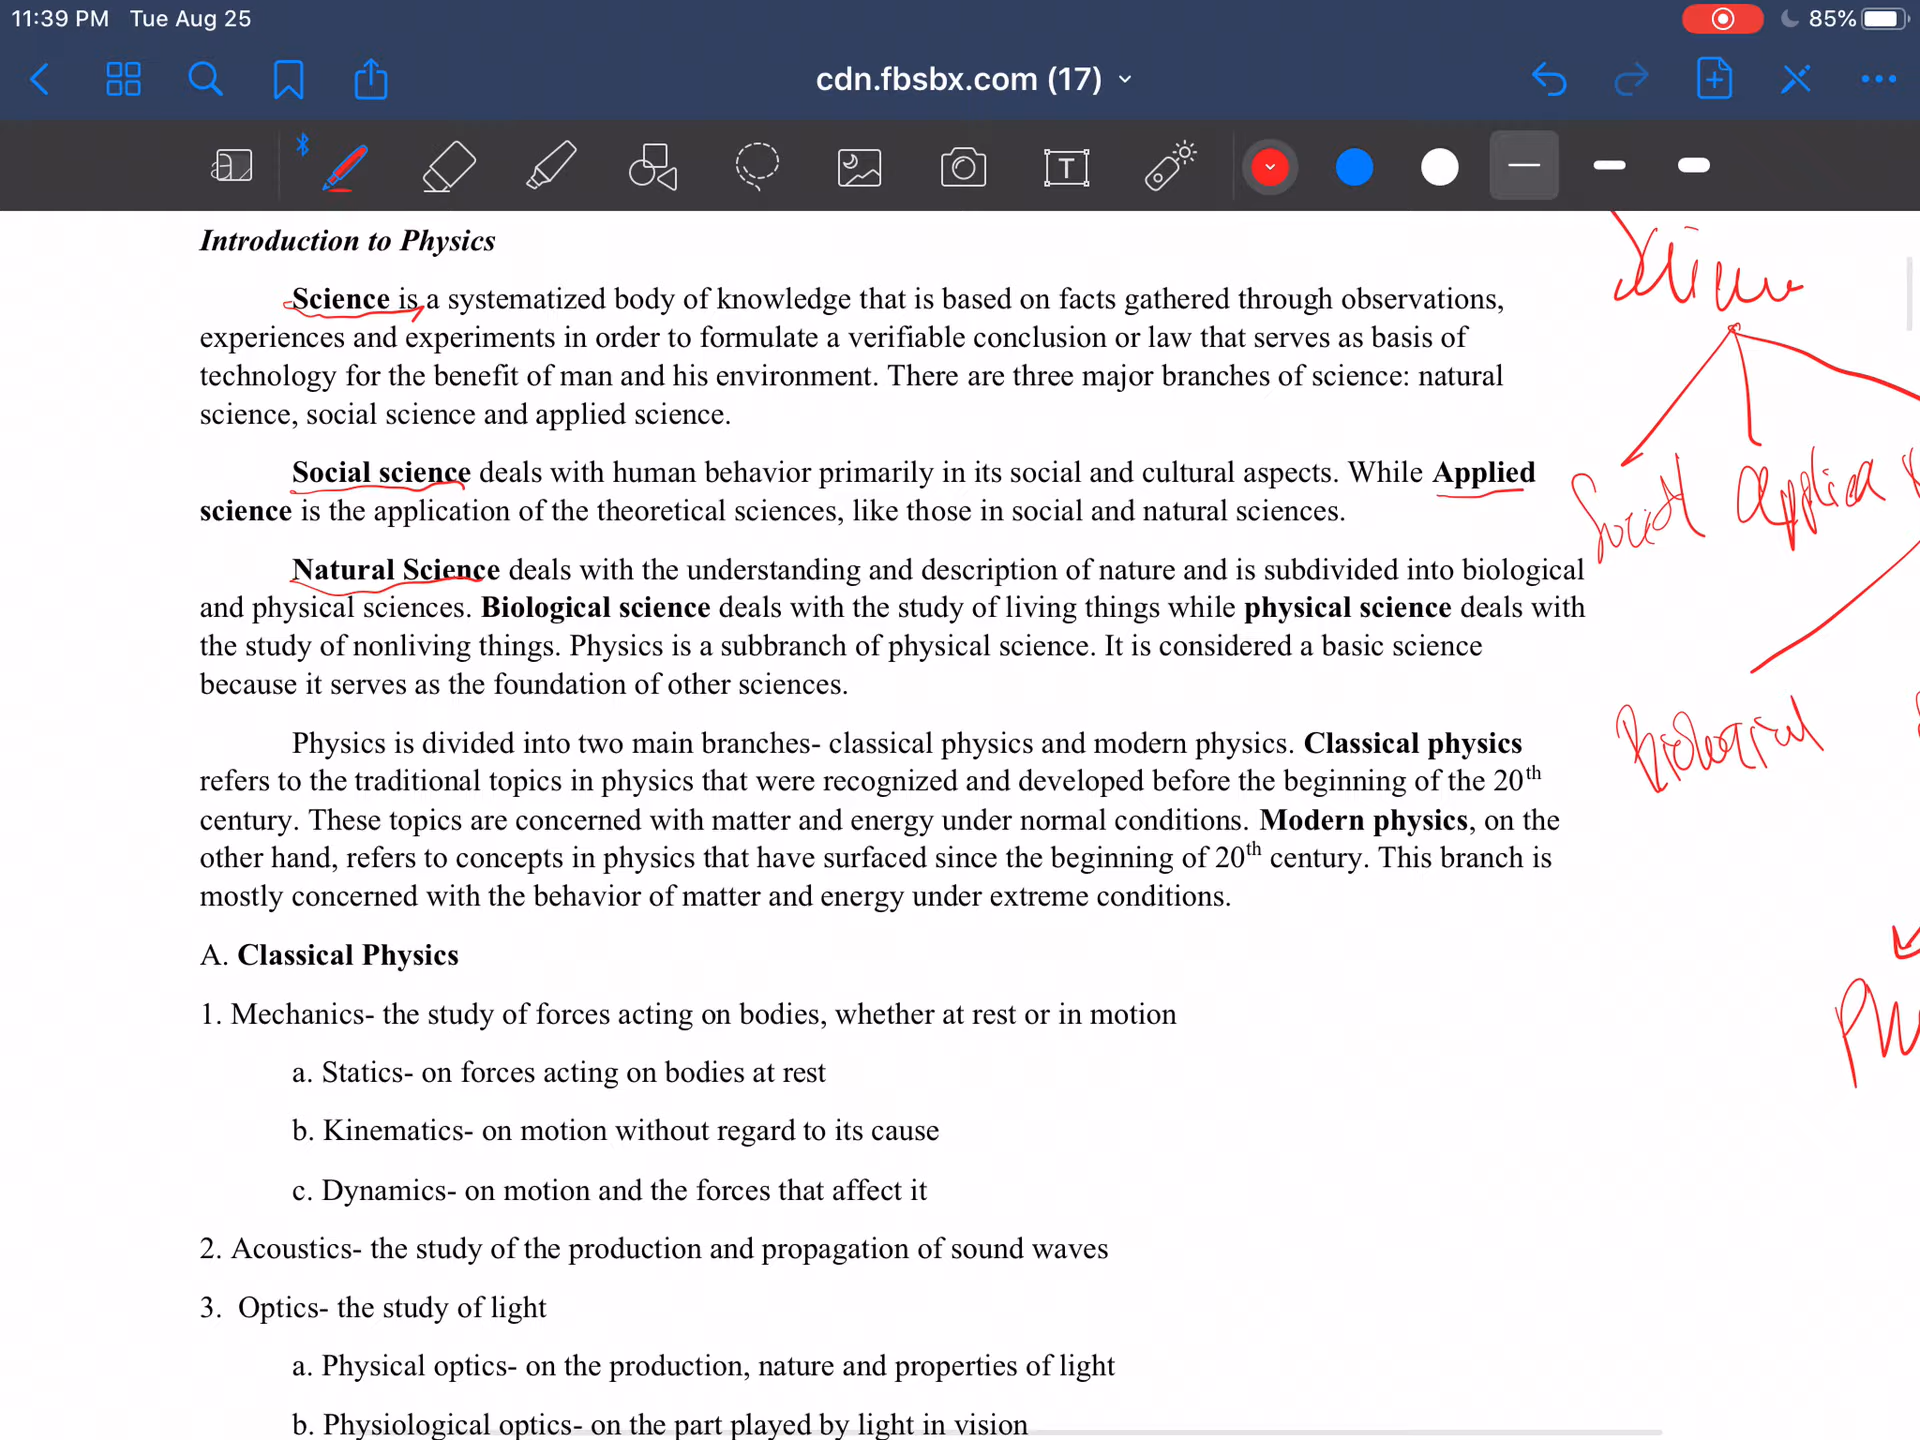 11:39 PM Tue Aug 25
85%
cdn.fbsbx.com (17)
Introduction to Physics
Science is a systematized body of knowledge that is based on facts gathered through observations,
experiences and experiments in order to formulate a verifiable conclusion or law that serves as basis of
technology for the benefit of man and his environment. There are three major branches of science: natural
science, social science and applied science.
Social science deals with human behavior primarily in its social and cultural aspects. While Applied
science is the application of the theoretical sciences, like those in social and natural sciences.
Natural Science deals with the understanding and description of nature and is subdivided into biological
and physical sciences. Biological science deals with the study of living things while physical science deals with
the study of nonliving things. Physics is a subbranch of physical science. It is considered a basic science
because it serves as the foundation of other sciences.
Physics is divided into two main branches- classical physics and modern physics. Classical physics
refers to the traditional topics in physics that were recognized and developed before the beginning of the 20th
century. These topics are concerned with matter and energy under normal conditions. Modern physics, on the
other hand, refers to concepts in physics that have surfaced since the beginning of 20th century. This branch is
mostly concerned with the behavior of matter and energy under extreme conditions.
A. Classical Physics
1. Mechanics- the study of forces acting on bodies, whether at rest or in motion
a. Statics- on forces acting on bodies at rest
b. Kinematics- on motion without regard to its cause
c. Dynamics- on motion and the forces that affect it
2. Acoustics- the study of the production and propagation of sound waves
3. Optics- the study of light
a. Physical optics- on the production, nature and properties of light
b. Physiological optics- on the part played by light in vision
Science
Social Applied
Biological